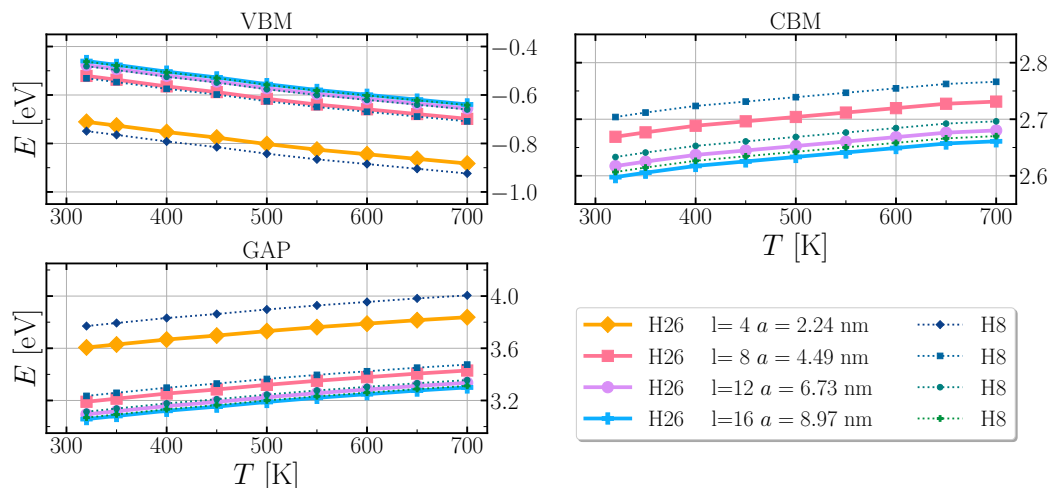 VBM
CBM
E [eV]
−0.4
−0.6
−0.8
−1.0
2.8
2.7
2.6
300 400 500 600 700
300 400 500 600 700
T [K]
GAP
E [eV]
4.0
3.6
3.2
300 400 500 600 700
T [K]
H26 l= 4 a = 2.24 nm H8
H26 l= 8 a = 4.49 nm H8
H26 l=12 a = 6.73 nm H8
H26 l=16 a = 8.97 nm H8